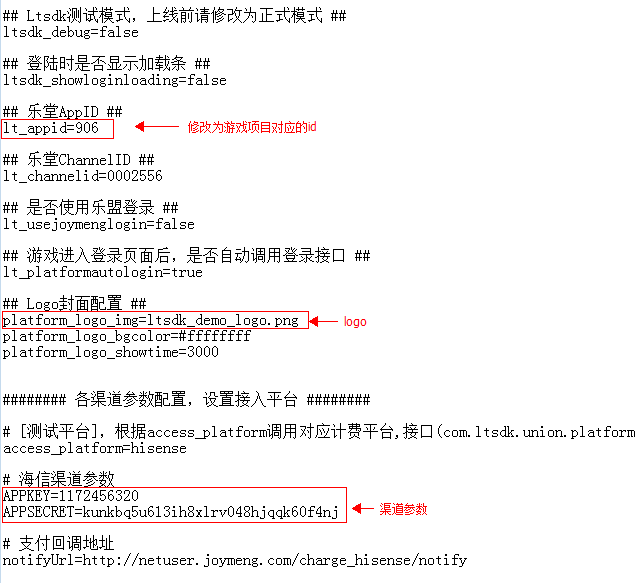 ## Ltsdk测试模式，上线前请修改为正式模式 ##
ltsdk_debug=false
## 登陆时是否显示加载条 ##
ltsdk_showloginloading=false
## 乐堂AppID ##
lt_appid=906
修改为游戏项目对应的id
## 乐堂ChannelID ##
lt_channelid=0002556
## 是否使用乐盟登录 ##
lt_usejoymenglogin=false
## 游戏进入登录页面后，是否自动调用登录接口 ##
lt_platformautologin=true
## Logo封面配置 ##
platform_logo_img=ltsdk_demo_logo.png
logo
platform_logo_bgcolor=#ffffffff
platform_logo_showtime=3000
######## 各渠道参数配置，设置接入平台 ########
# [测试平台]，根据access_platform调用对应计费平台,接口(com.ltsdk.union.platform
access_platform=hisense
# 海信渠道参数
APPKEY=1172456320
APPSECRET=kunkbq5u613ih8xlrv048hjqqk60f4nj
渠道参数
# 支付回调地址
notifyUrl=http://netuser.joymeng.com/charge_hisense/notify